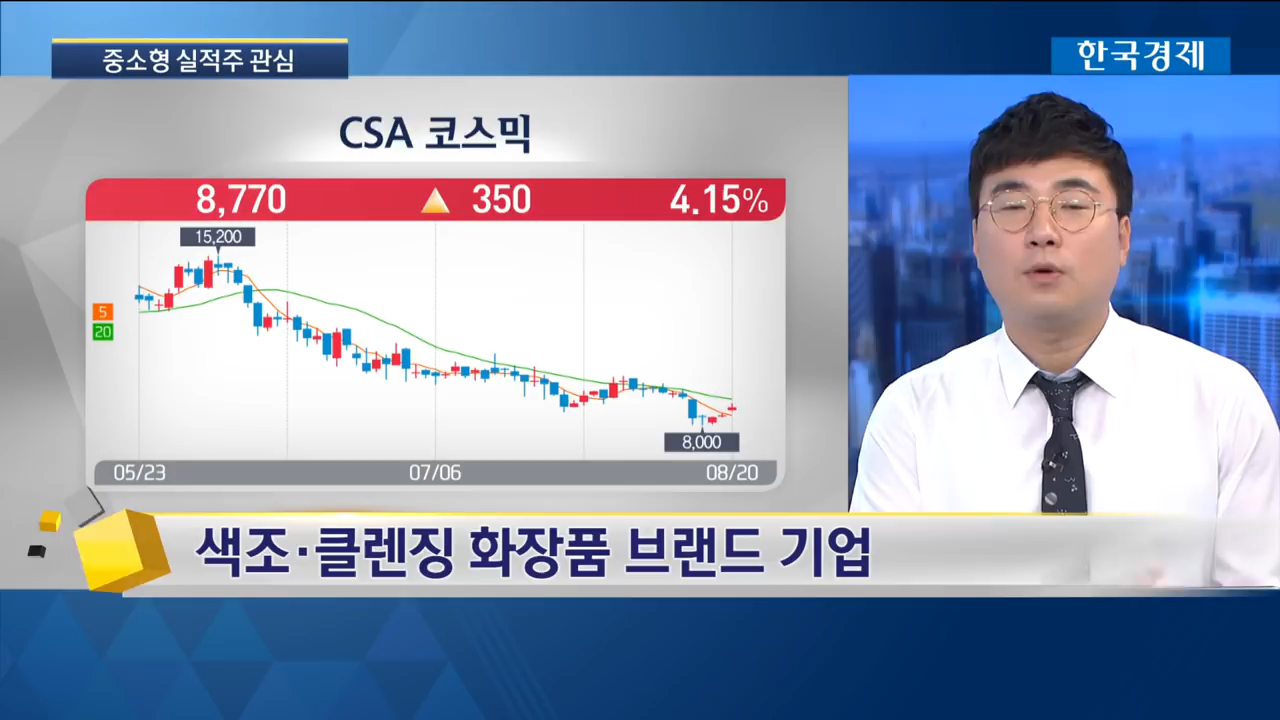 중소형 실적주 관심
한국경제
CSA 코스믹
8,770 ▲ 350 4.15%
15,200
5
20
8,000
05/23 07/06 08/20
색조·클렌징 화장품 브랜드 기업